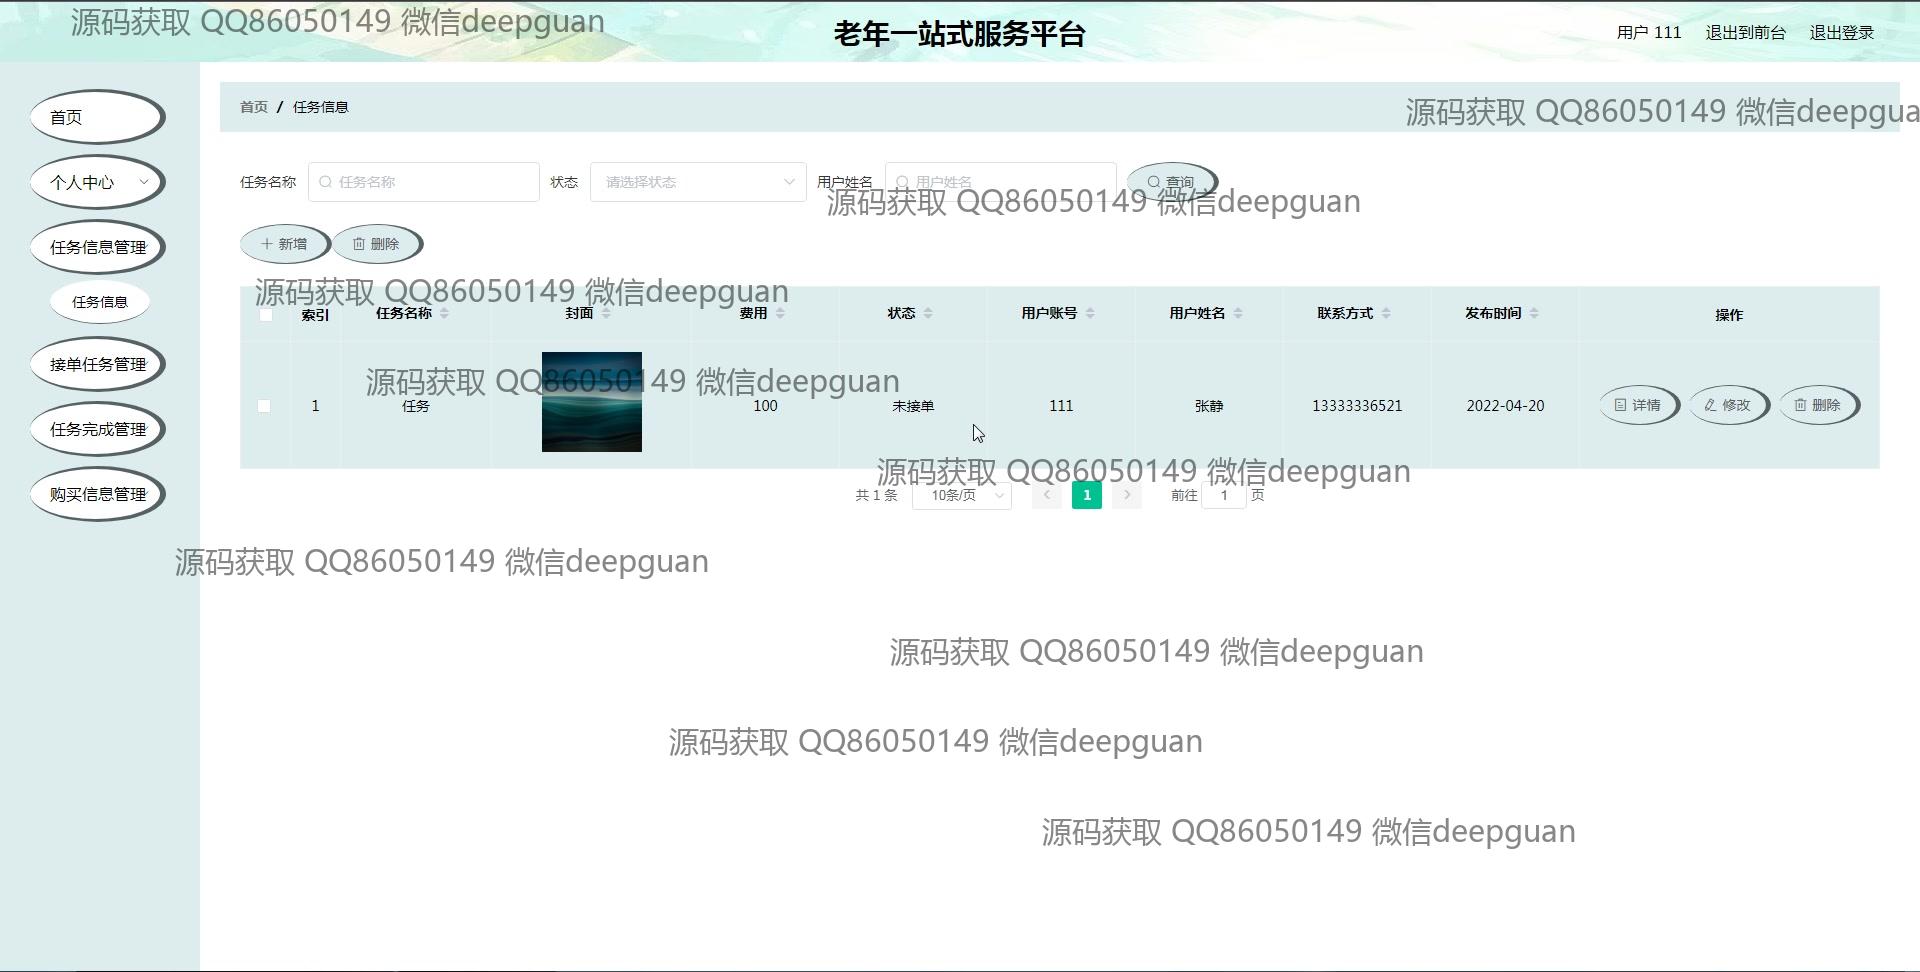 源码获取 QQ86050149 微信deepguan
老年一站式服务平台
用户 111 退出到前台 退出登录
首页
个人中心
任务信息管理
任务信息
接单任务管理
任务完成管理
购买信息管理
首页 / 任务信息
源码获取 QQ86050149 微信deepgua
任务名称 任务名称 状态 请选择状态 用户姓名 用户姓名 查询
源码获取 QQ86050149 微信deepguan
新增 删除
源码获取 QQ86050149 微信deepguan
索引 任务名称 封面 费用 状态 用户账号 用户姓名 联系方式 发布时间 操作
源码获取 QQ86050149 微信deepguan
1 任务 100 未接单 111 张静 13333336521 2022-04-20 详情 修改 删除
源码获取 QQ86050149 微信deepguan
共 1 条 10条/页 1 前往 1 页
源码获取 QQ86050149 微信deepguan
源码获取 QQ86050149 微信deepguan
源码获取 QQ86050149 微信deepguan
源码获取 QQ86050149 微信deepguan